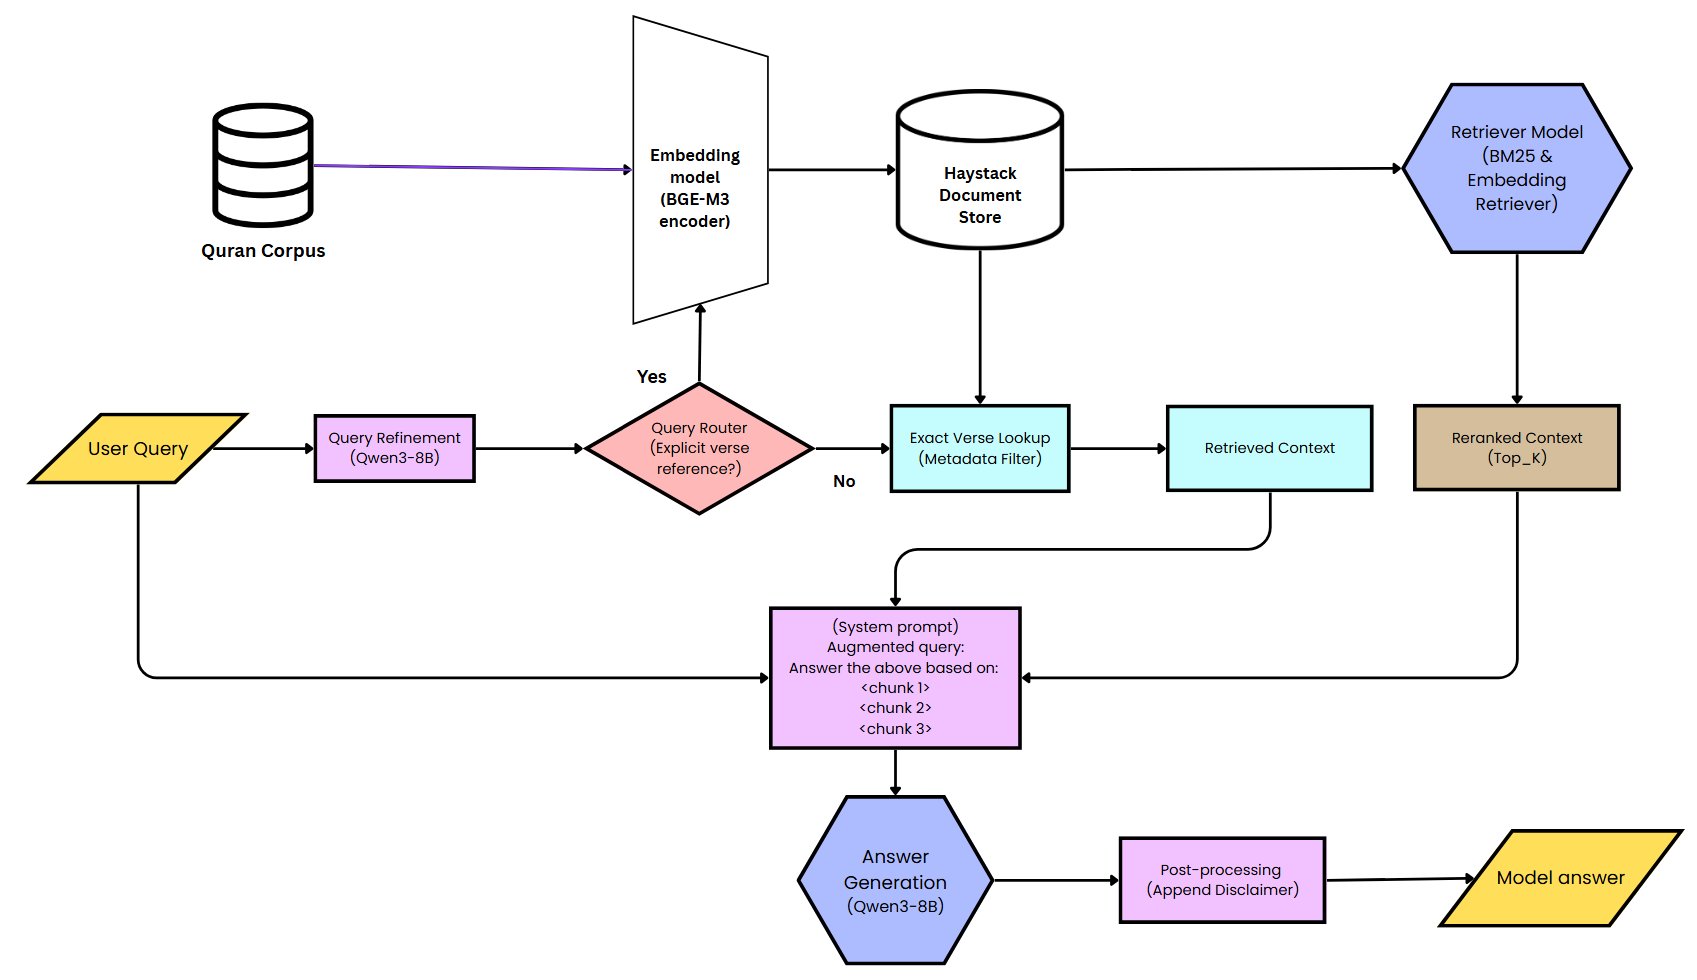 Embedding
model
(BGE-M3
encoder)
Haystack
Document
Store
Retriever Model
(BM25 &
Embedding
Retriever)
Quran Corpus
Yes
User Query
Query Refinement
(Qwen3-8B)
Query Router
(Explicit verse
reference?)
No
Exact Verse Lookup
(Metadata Filter)
Retrieved Context
Reranked Context
(Top_K)
(System prompt)
Augmented query:
Answer the above based on:
<chunk 1>
<chunk 2>
<chunk 3>
Answer
Generation
(Qwen3-8B)
Post-processing
(Append Disclaimer)
Model answer